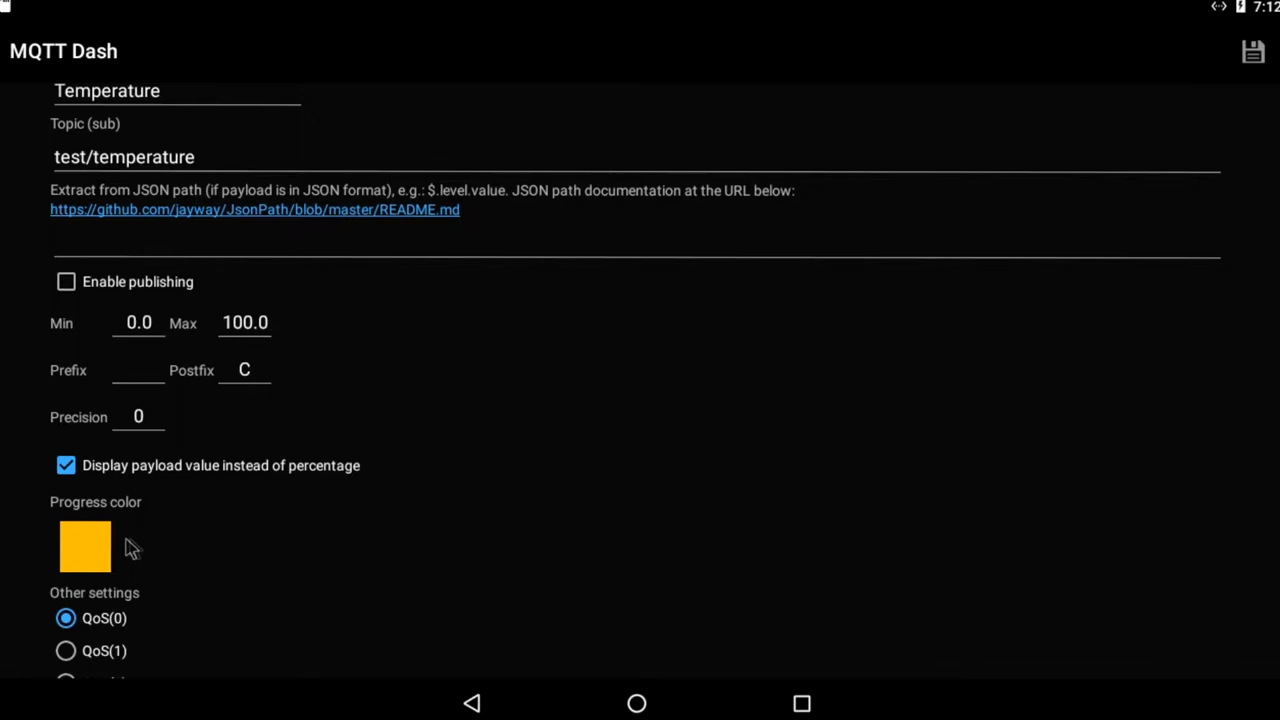 7:12
MQTT Dash
Temperature
Topic (sub)
test/temperature
Extract from JSON path (if payload is in JSON format), e.g.: $.level.value. JSON path documentation at the URL below:
https://github.com/jayway/JsonPath/blob/master/README.md
Enable publishing
Min 0.0 Max 100.0
Prefix Postfix C
Precision 0
Display payload value instead of percentage
Progress color
Other settings
QoS(0)
QoS(1)